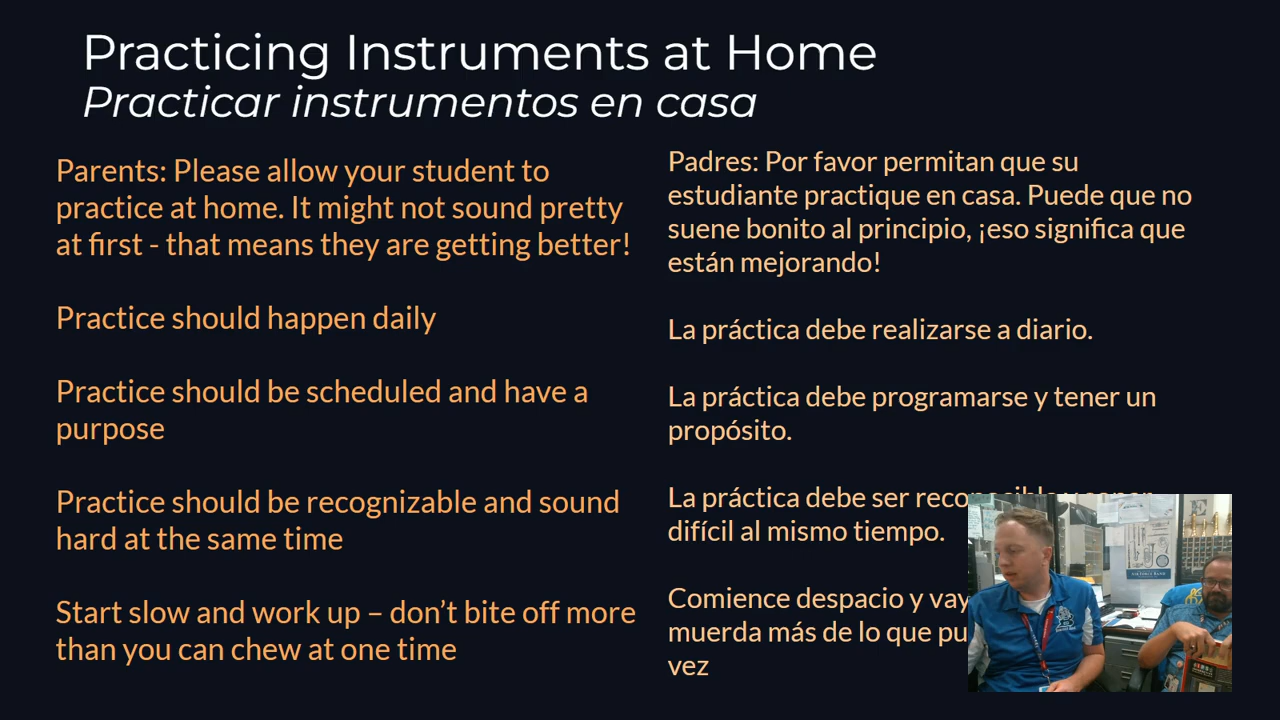 Practicing Instruments at Home
Practicar instrumentos en casa
Parents: Please allow your student to
practice at home. It might not sound pretty
at first - that means they are getting better!
Practice should happen daily
Practice should be scheduled and have a
purpose
Practice should be recognizable and sound
hard at the same time
Start slow and work up – don’t bite off more
than you can chew at one time
Padres: Por favor permitan que su
estudiante practique en casa. Puede que no
suene bonito al principio, ¡eso significa que
están mejorando!
La práctica debe realizarse a diario.
La práctica debe programarse y tener un
propósito.
La práctica debe ser
difícil al mismo tiempo.
Comience despacio y
muerda más de lo que
vez